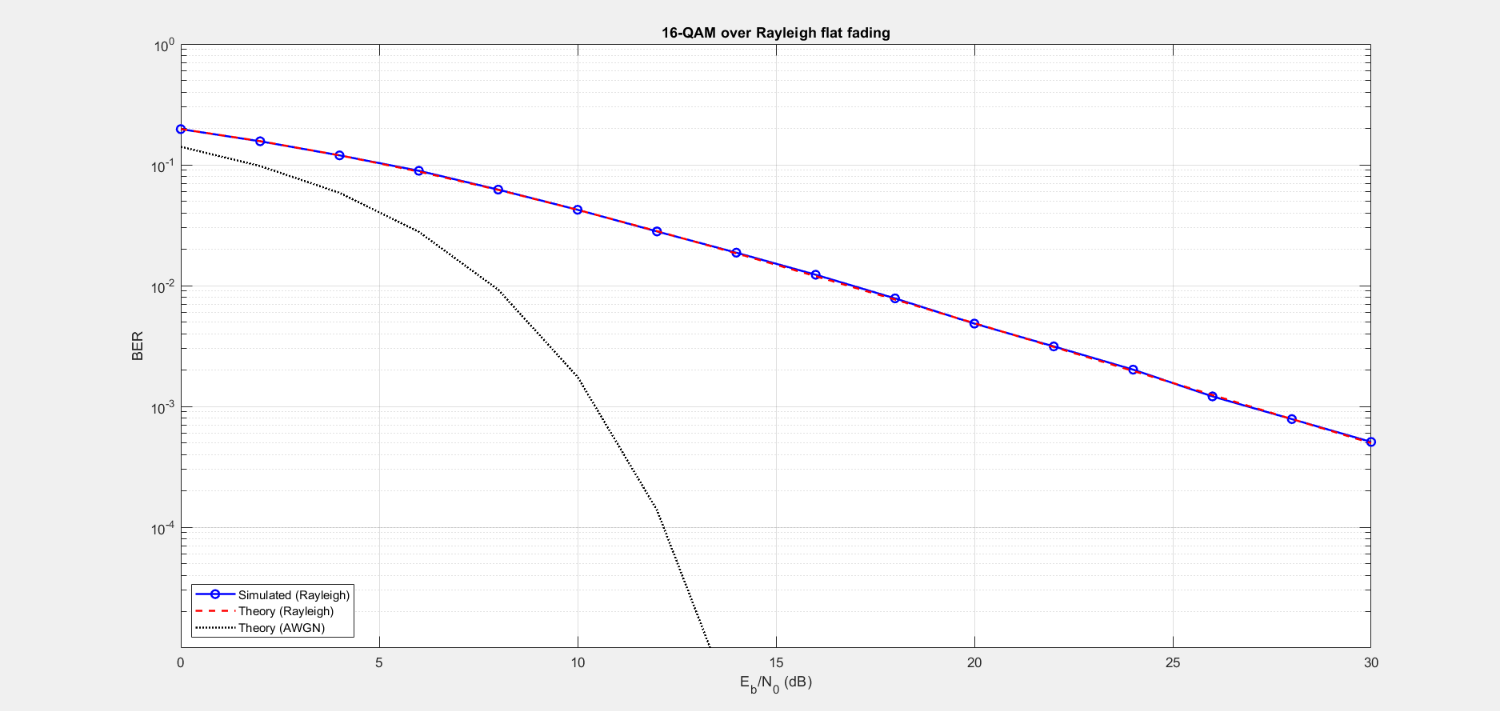 16-QAM over Rayleigh flat fading
10^0
10^-1
10^-2
10^-3
10^-4
BER
Simulated (Rayleigh)
Theory (Rayleigh)
Theory (AWGN)
0 5 10 15 20 25 30
E_b/N_0 (dB)